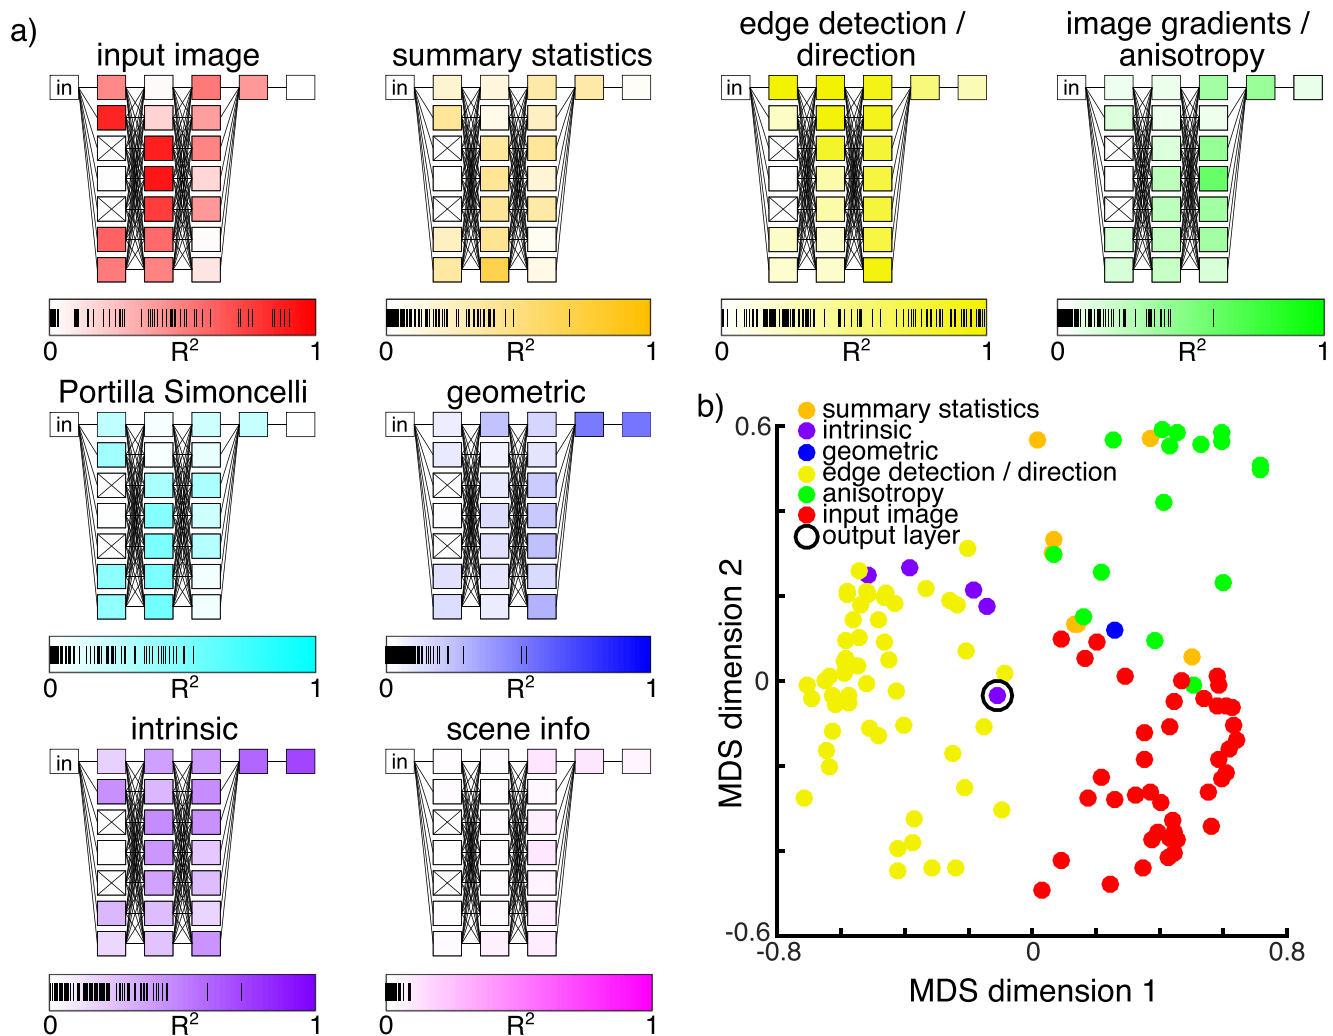 a)
input image
in
0 R² 1
summary statistics
in
0 R² 1
edge detection /
direction
in
0 R² 1
image gradients /
anisotropy
in
0 R² 1
Portilla Simoncelli
in
0 R² 1
geometric
in
0 R² 1
intrinsic
in
0 R² 1
scene info
in
0 R² 1
b)
summary statistics
intrinsic
geometric
edge detection / direction
anisotropy
input image
output layer
0.6
0
-0.6
MDS dimension 2
-0.8 0 0.8
MDS dimension 1